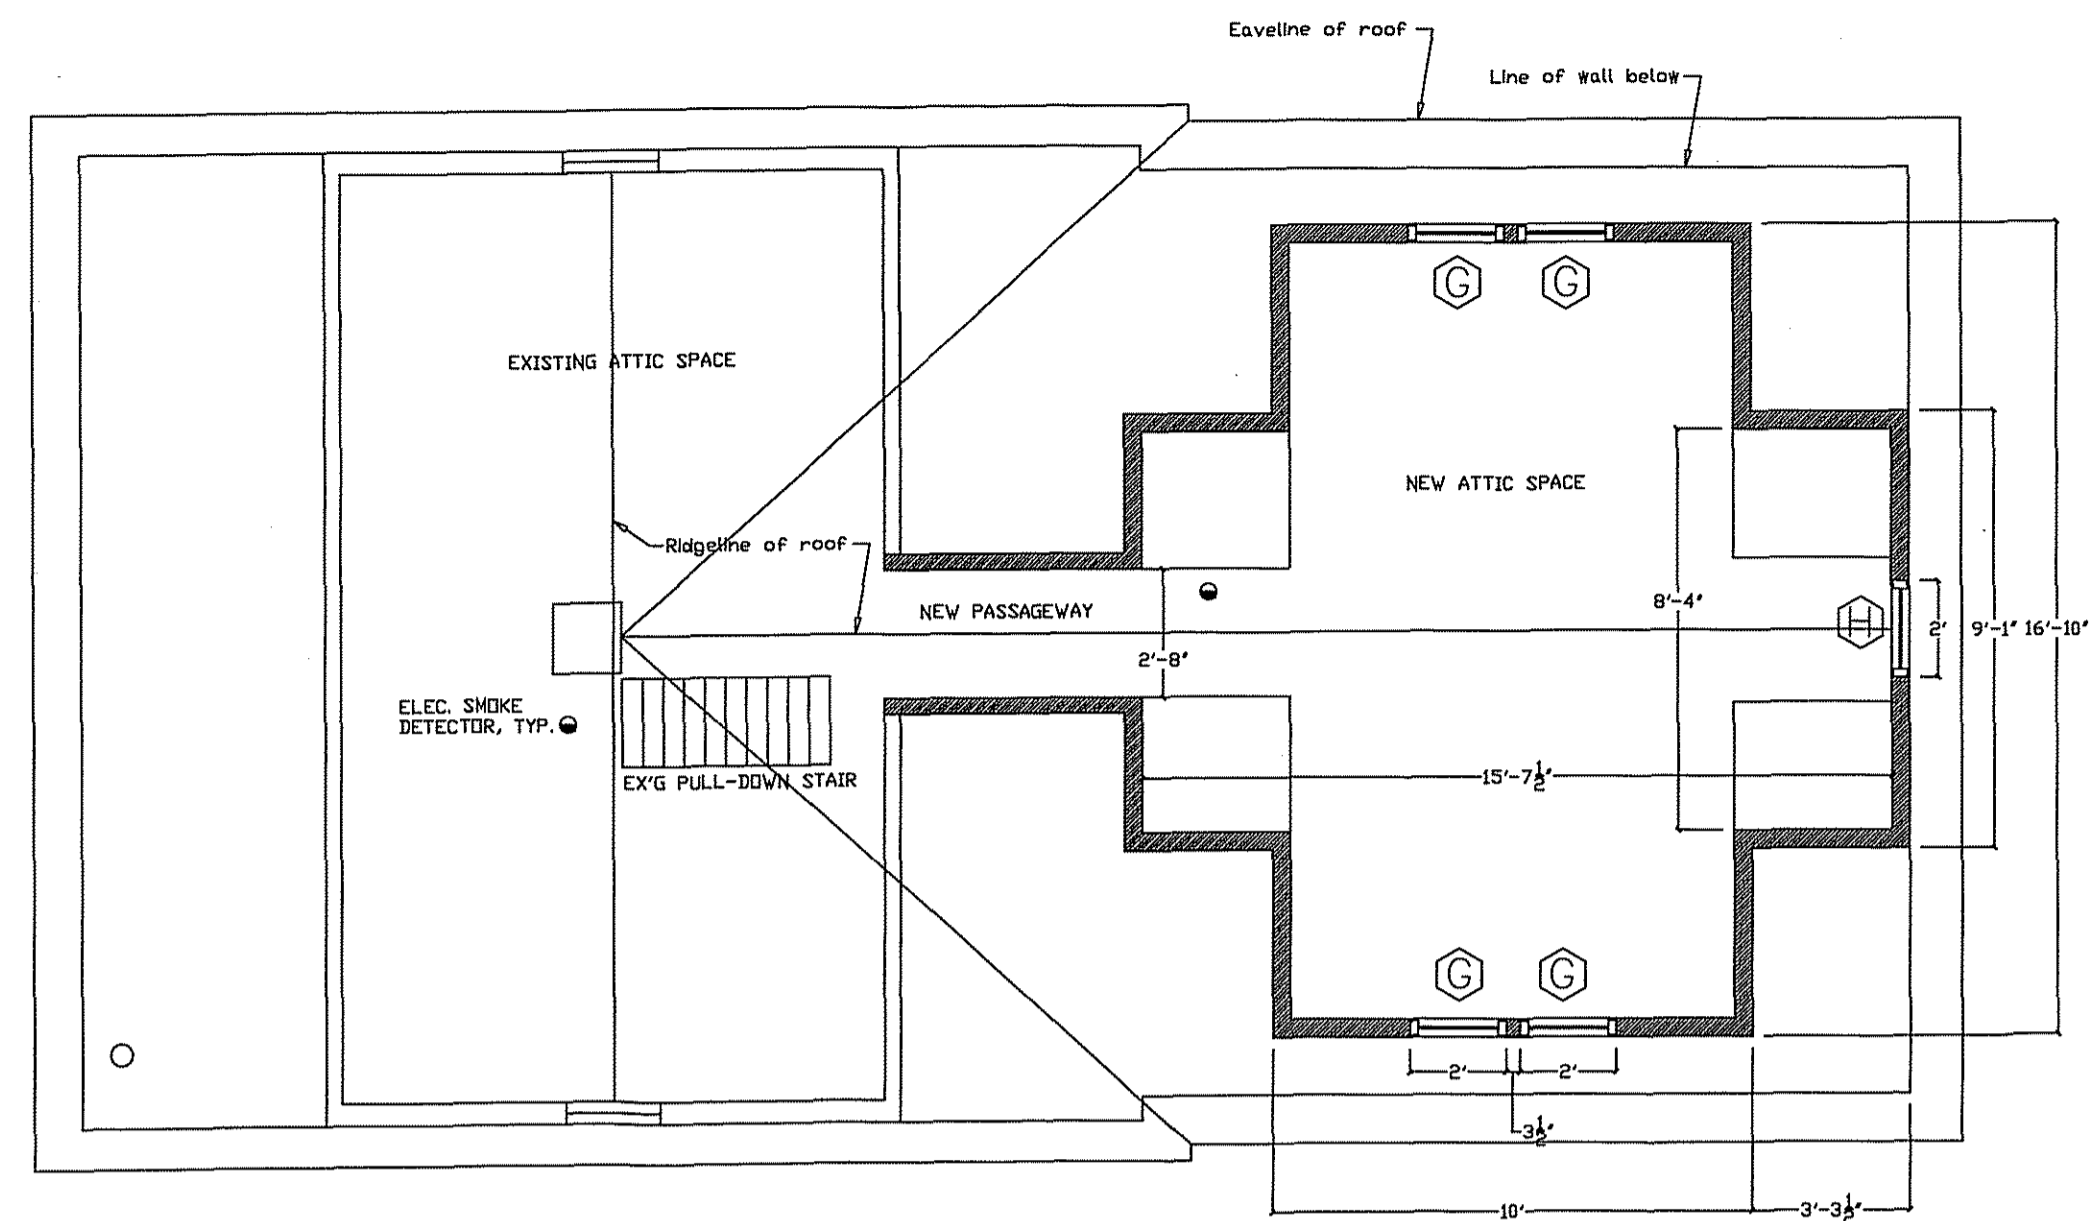 Eaveline of roof
Line of wall below
G G
EXISTING ATTIC SPACE
NEW ATTIC SPACE
Ridgeline of roof
NEW PASSAGEWAY
8'-4"
H
2'
9'-1"
16'-10"
2'-8"
ELEC. SMOKE
DETECTOR, TYP.
EX'G PULL-DOWN STAIR
15'-7½"
G G
2' 2'
3½"
10'
3'-3½"